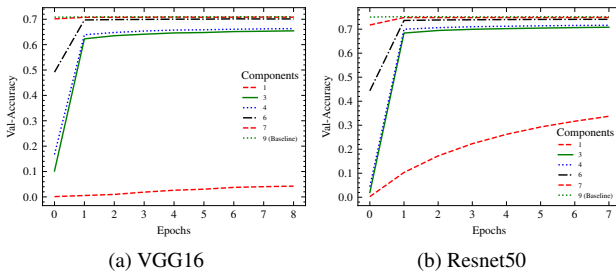 0.7
0.6
0.5
0.4
0.3
0.2
0.1
0.0
Val-Accuracy
Components
1
3
4
6
7
9 (Baseline)
0 1 2 3 4 5 6 7 8
Epochs
(a) VGG16
0.7
0.6
0.5
0.4
0.3
0.2
0.1
0.0
Val-Accuracy
Components
1
3
4
6
7
9 (Baseline)
0 1 2 3 4 5 6 7
Epochs
(b) Resnet50